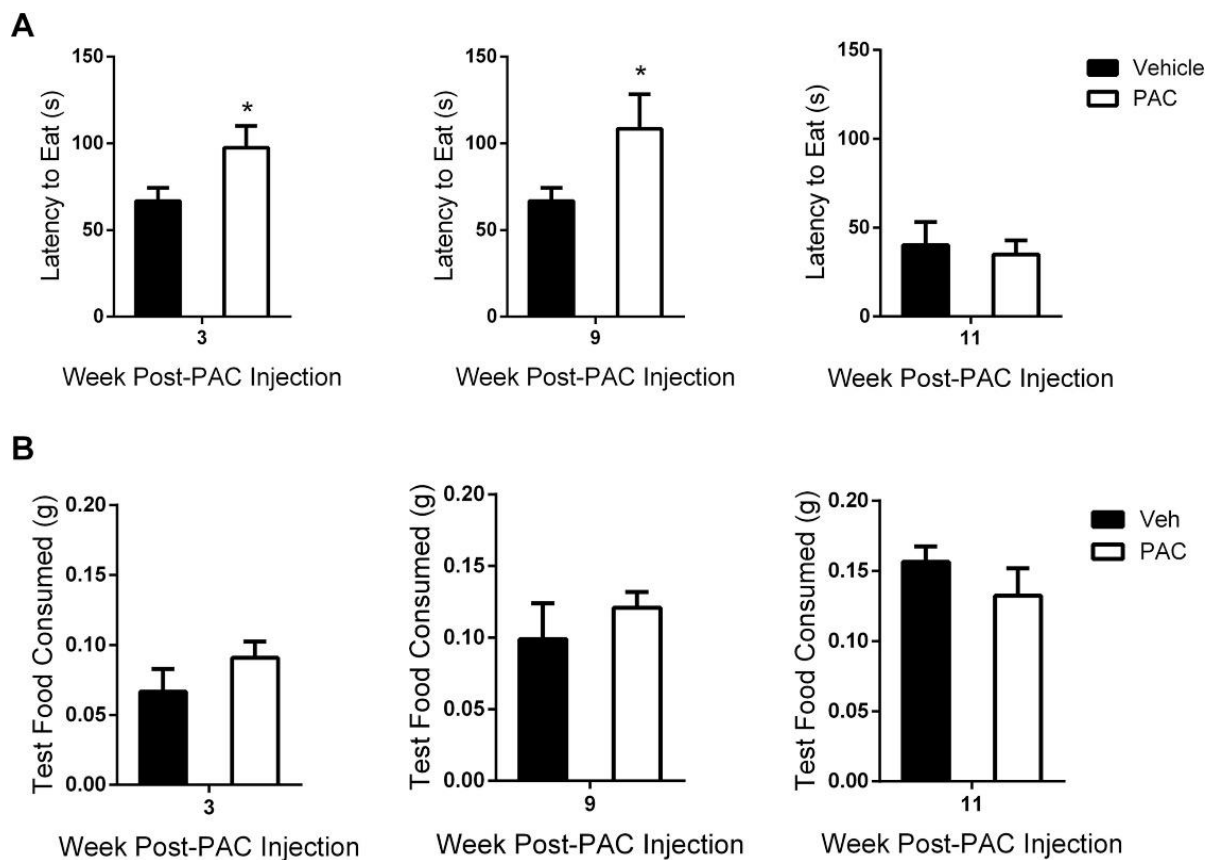 A
Latency to Eat (s)
150
100
50
0
*
3
Week Post-PAC Injection
Latency to Eat (s)
150
100
50
0
*
9
Week Post-PAC Injection
Latency to Eat (s)
150
100
50
0
11
Week Post-PAC Injection
Vehicle
PAC
B
Test Food Consumed (g)
0.20
0.15
0.10
0.05
0.00
3
Week Post-PAC Injection
Test Food Consumed (g)
0.20
0.15
0.10
0.05
0.00
9
Week Post-PAC Injection
Test Food Consumed (g)
0.20
0.15
0.10
0.05
0.00
11
Week Post-PAC Injection
Veh
PAC